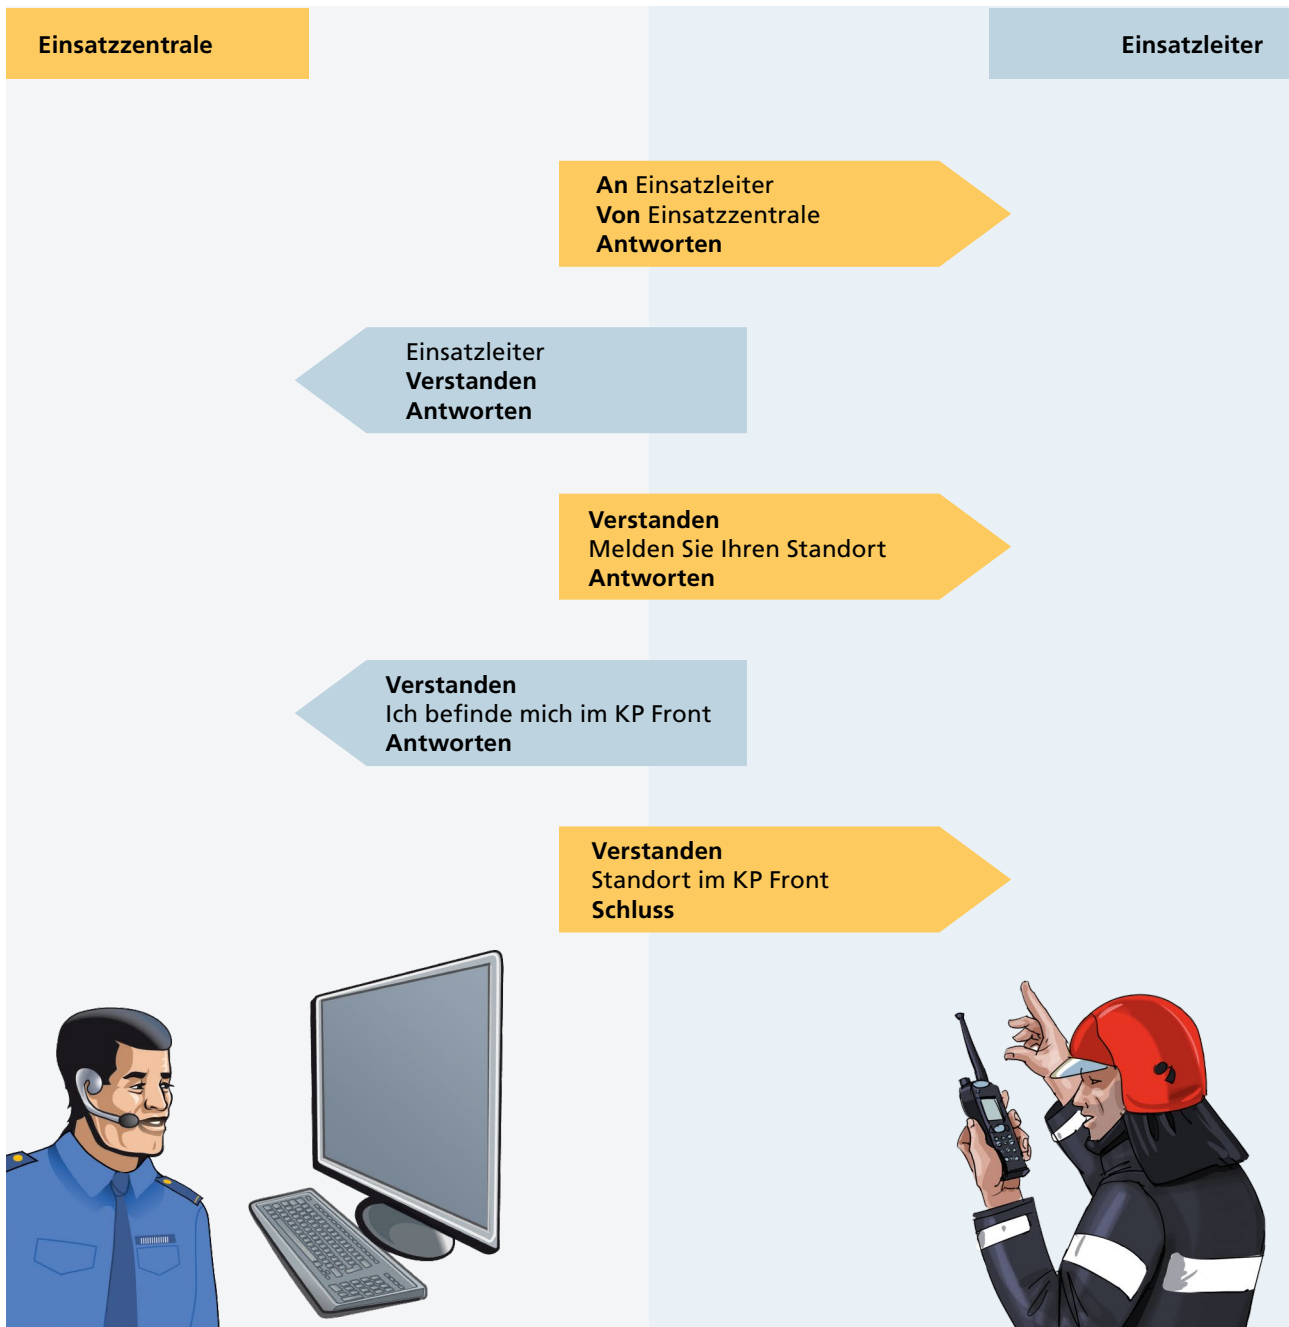 Einsatzzentrale
Einsatzleiter
An Einsatzleiter
Von Einsatzzentrale
Antworten
Einsatzleiter
Verstanden
Antworten
Verstanden
Melden Sie Ihren Standort
Antworten
Verstanden
Ich befinde mich im KP Front
Antworten
Verstanden
Standort im KP Front
Schluss